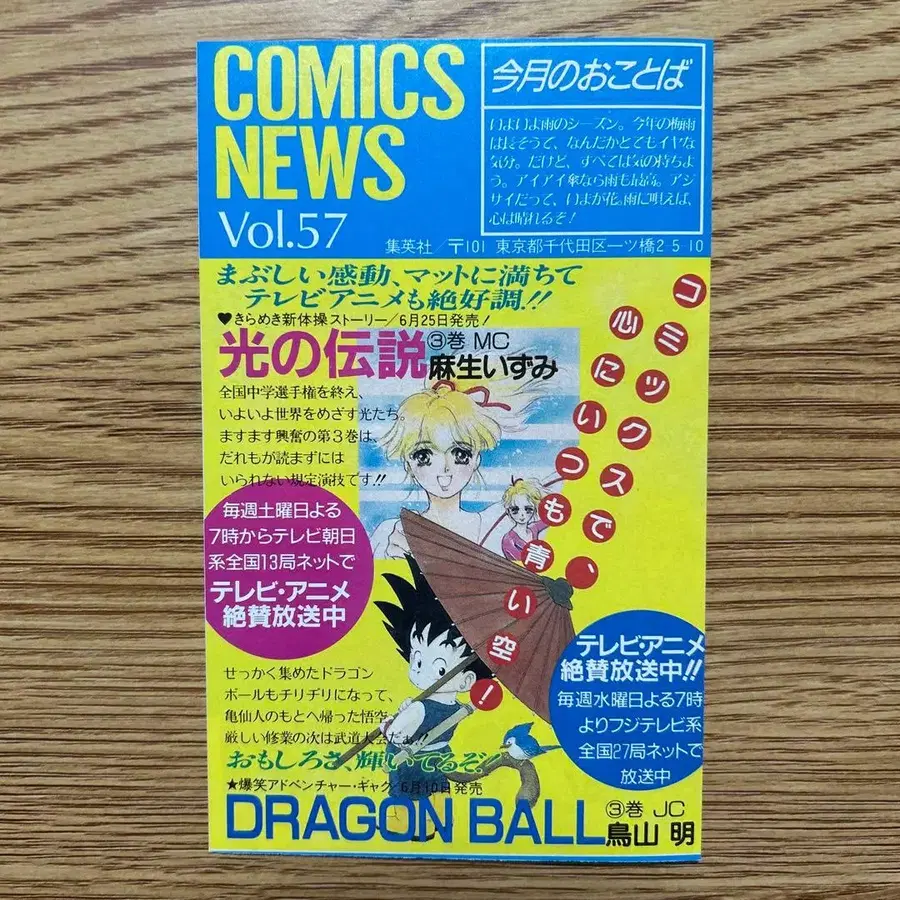 COMICS
NEWS
Vol.57
今月のおことば
いよいよ雨のシーズン。今年の梅雨
は長そうで、なんだかとてもイヤな
気分。だけど、すべては気の持ちよ
う。アイアイ傘なら雨も最高。アジ
サイだって、いよが花。雨に唄えば、
心は晴れるぞ!
集英社/〒101 東京都千代田区一ツ橋2 5 10
まぶしい感動、マットに満ちて
テレビアニメも絶好調!!
♥きらめき新体操ストーリー/6月25日発売!
光の伝説
③巻 MC
麻生いずみ
全国中学選手権を終え、
いよいよ世界をめざす光たち。
ますます興奮の第3巻は、
だれもが読まずには
いられない規定演技です!!
コミックスで、
心にいつも青い空!
毎週土曜日よる
7時からテレビ朝日
系全国13局ネットで
テレビ・アニメ
絶賛放送中
テレビ・アニメ
絶賛放送中!!
毎週水曜日よる7時
よりフジテレビ系
全国27局ネットで
放送中
せっかく集めたドラゴン
ボールもチリヂリになって、
亀仙人のもとへ帰った悟空。
厳しい修業の次は武道大会だぁ!!
おもしろさ、輝いてるぞ!
★爆笑アドベンチャー・ギャグ/6月10日発売
DRAGON BALL
③巻 JC
鳥山 明